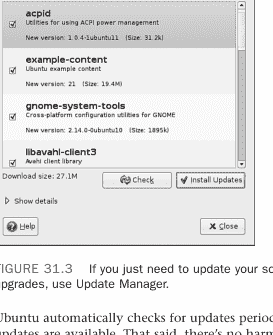 acpid
Utilities for using ACPI power management
New version: 1.0.4-1ubuntu11 (Size: 31.2k)
example-content
Ubuntu example content
New version: 21 (Size: 19.4M)
gnome-system-tools
Cross-platform configuration utilities for GNOME
New version: 2.14.0-0ubuntu10 (Size: 1895k)
libavahi-client3
Avahi client library
Download size: 27.1M
Check
Install Updates
Show details
Help
Close
FIGURE 31.3 If you just need to update your so
upgrades, use Update Manager.
Ubuntu automatically checks for updates period
updates are available. That said, there's no harm